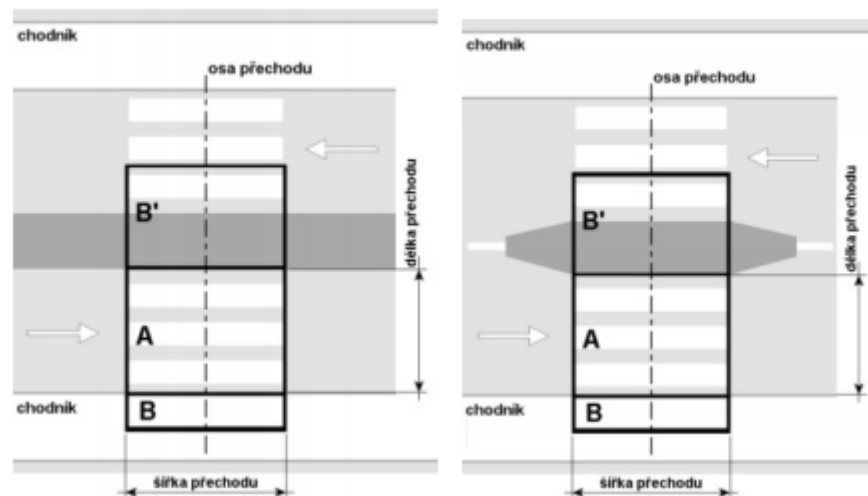 chodník
osa přechodu
B'
délka přechodu
A
chodník
B
šířka přechodu
chodník
osa přechodu
B'
délka přechodu
A
chodník
B
šířka přechodu